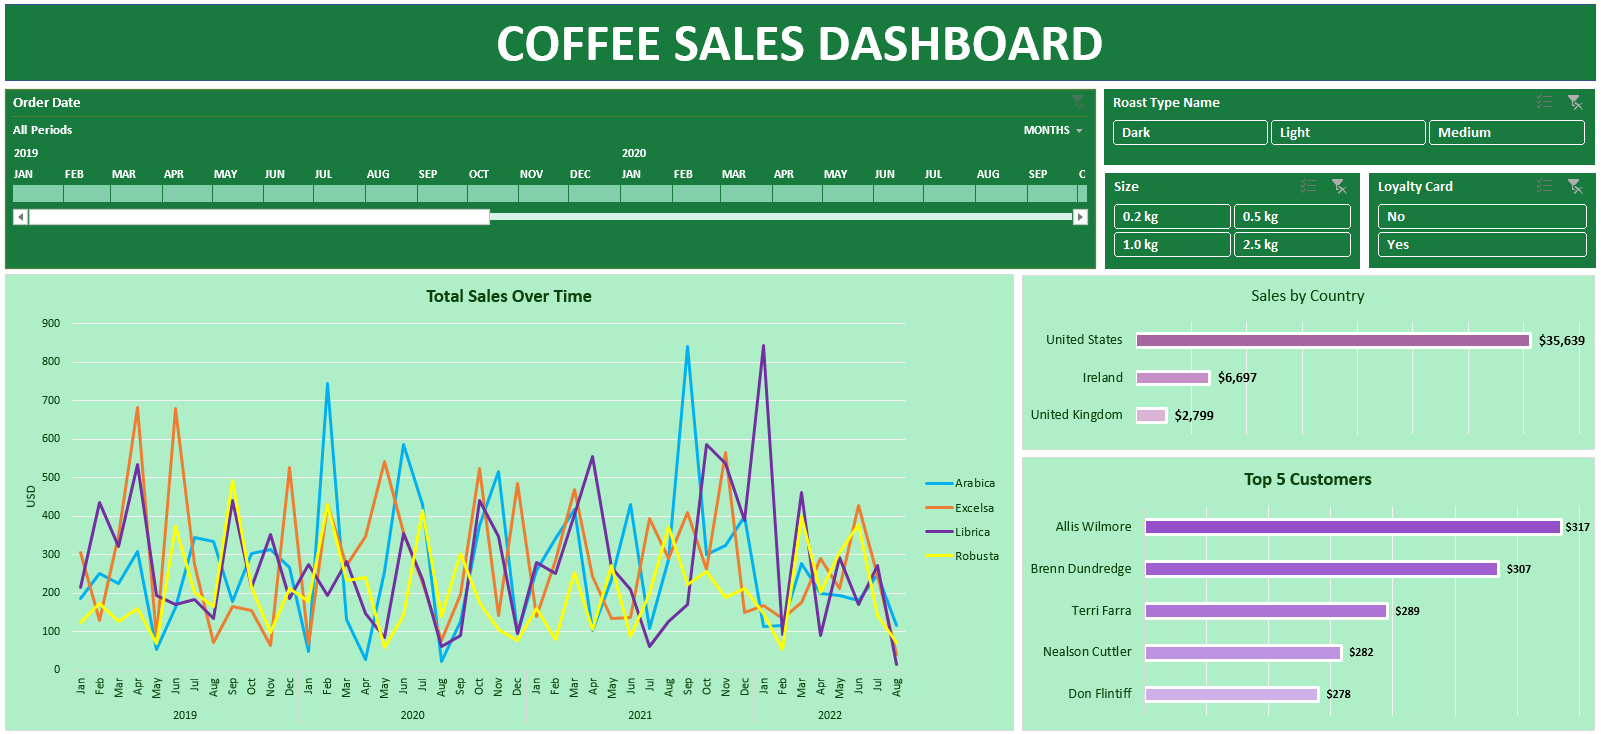 COFFEE SALES DASHBOARD
Order Date
All Periods
MONTHS
2019 2020
JAN FEB MAR APR MAY JUN JUL AUG SEP OCT NOV DEC JAN FEB MAR APR MAY JUN JUL AUG SEP O
Roast Type Name
Dark Light Medium
Size
0.2 kg 0.5 kg
1.0 kg 2.5 kg
Loyalty Card
No
Yes
Total Sales Over Time
900
800
700
600
500
400
300
200
100
0
USD
Jan Feb Mar Apr May Jun Jul Aug Sep Oct Nov Dec Jan Feb Mar Apr May Jun Jul Aug Sep Oct Nov Dec Jan Feb Mar Apr May Jun Jul Aug Sep Oct Nov Dec Jan Feb Mar Apr May Jun Jul Aug
2019 2020 2021 2022
Arabica
Excelsa
Librica
Robusta
Sales by Country
United States $35,639
Ireland $6,697
United Kingdom $2,799
Top 5 Customers
Allis Wilmore $317
Brenn Dundredge $307
Terri Farra $289
Nealson Cuttler $282
Don Flintiff $278